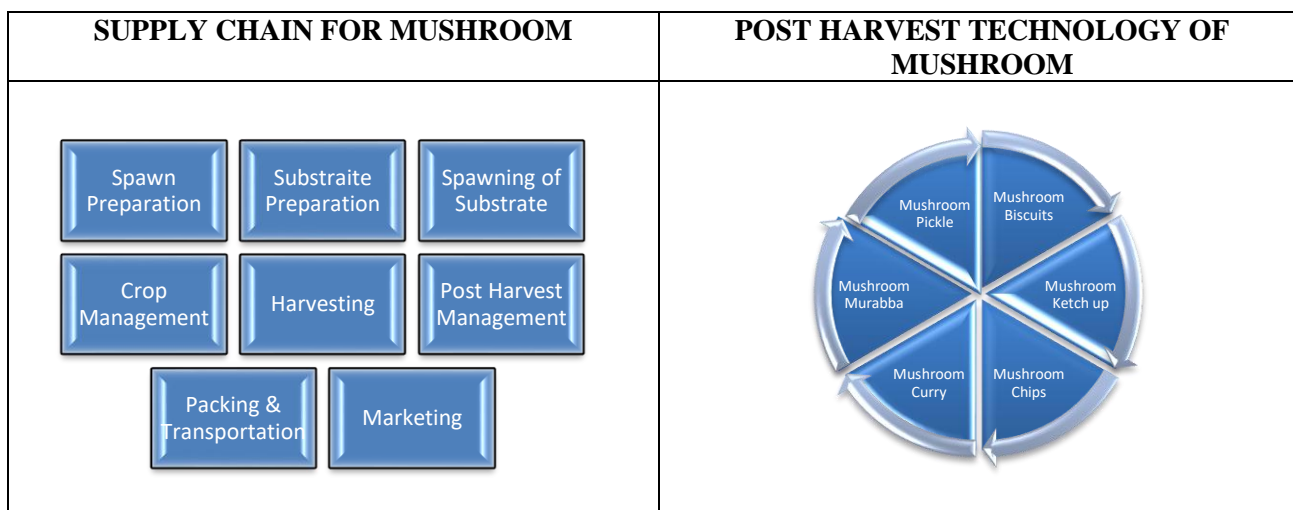 SUPPLY CHAIN FOR MUSHROOM
POST HARVEST TECHNOLOGY OF
MUSHROOM
Spawn
Preparation
Substraite
Preparation
Spawning of
Substrate
Crop
Management
Harvesting
Post Harvest
Management
Packing &
Transportation
Marketing
Mushroom
Biscuits
Mushroom
Ketch up
Mushroom
Chips
Mushroom
Curry
Mushroom
Murabba
Mushroom
Pickle